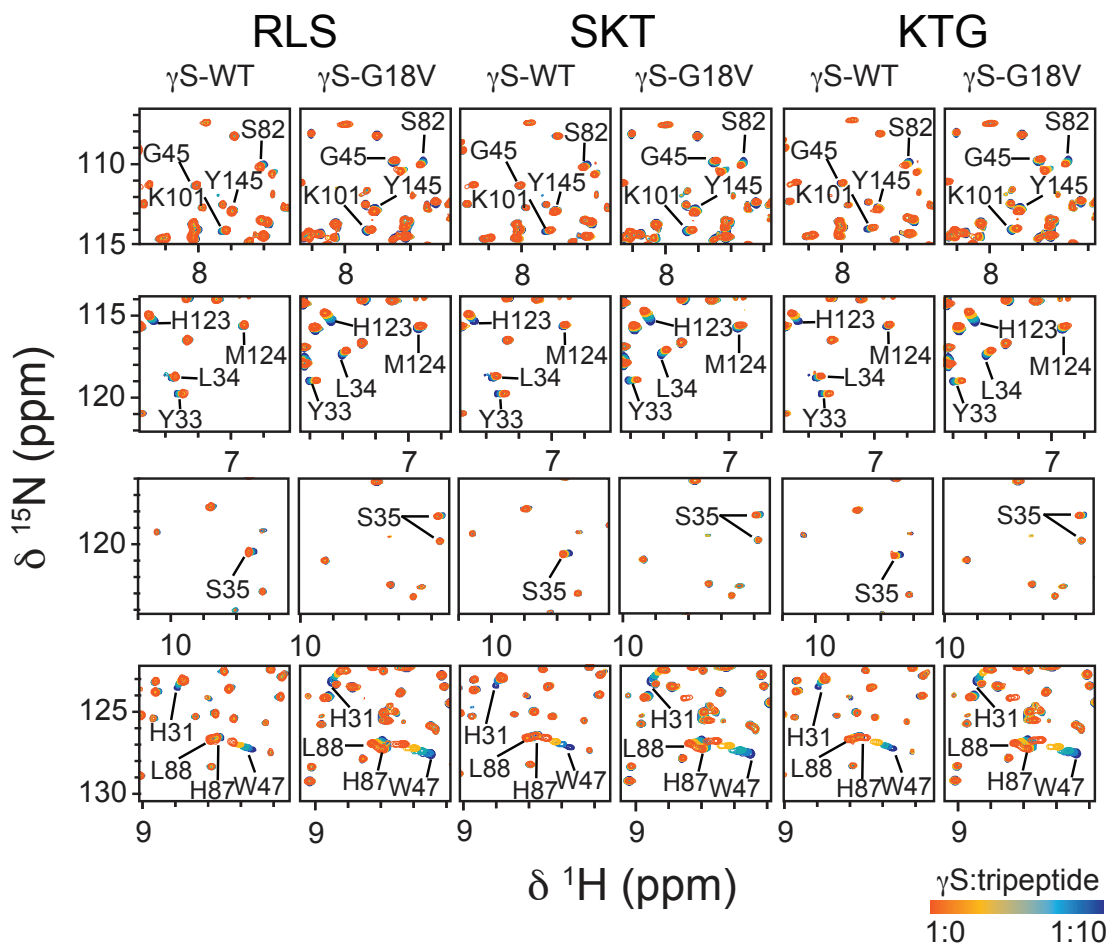 RLS SKT KTG
γS-WT γS-G18V γS-WT γS-G18V γS-WT γS-G18V
S82 S82 S82 S82 S82 S82
G45 G45 G45 G45 G45 G45
110
Y145 Y145 Y145 Y145 Y145 Y145
K101 K101 K101 K101 K101 K101
115
8 8 8 8 8 8
115
H123 H123 H123 H123 H123 H123
M124 M124 M124 M124 M124 M124
L34 L34 L34 L34 L34 L34
120
Y33 Y33 Y33 Y33 Y33 Y33
7 7 7 7 7 7
S35 S35 S35
120
S35 S35 S35
10 10 10 10 10 10
125
H31 H31 H31 H31 H31 H31
L88 L88 L88 L88 L88 L88
H87 W47 H87 W47 H87 W47 H87 W47 H87 W47 H87 W47
130
9 9 9 9 9 9
δ 15N (ppm)
δ 1H (ppm)
γS:tripeptide
1:0 1:10